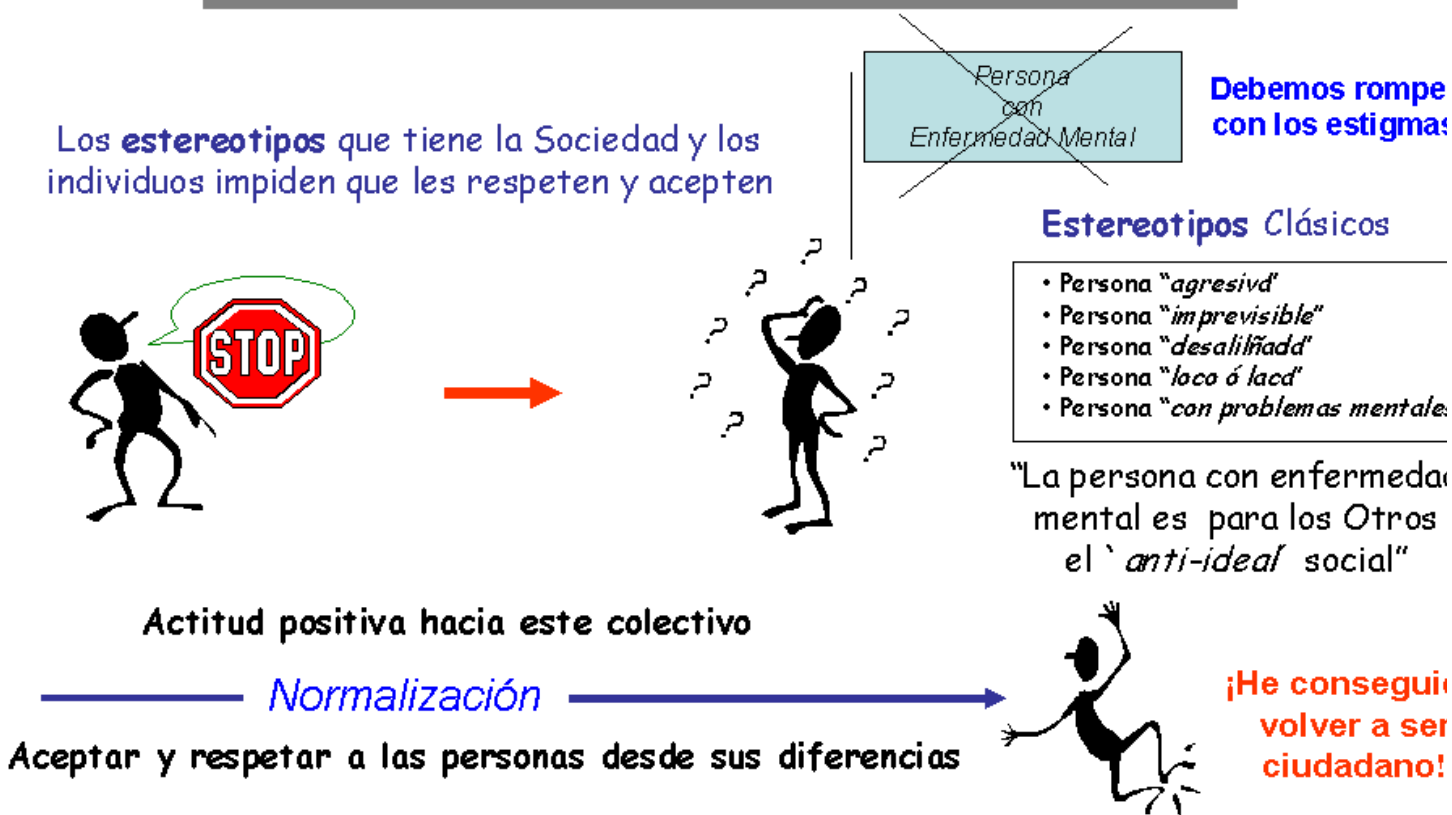 Persona
con
Enfermedad Mental
Debemos rompe
con los estigmas
Los estereotipos que tiene la Sociedad y los
individuos impiden que les respeten y acepten
Estereotipos Clásicos
• Persona “agresivd”
• Persona “imprevisible”
• Persona “desalilñadd”
• Persona “loco ó lacd”
• Persona “con problemas mentales
STOP
?
?
?
?
?
?
?
?
?
“La persona con enfermedad
mental es para los Otros
el `anti-ideal´ social”
Actitud positiva hacia este colectivo
Normalización
Aceptar y respetar a las personas desde sus diferencias
¡He conseguid
volver a ser
ciudadano!